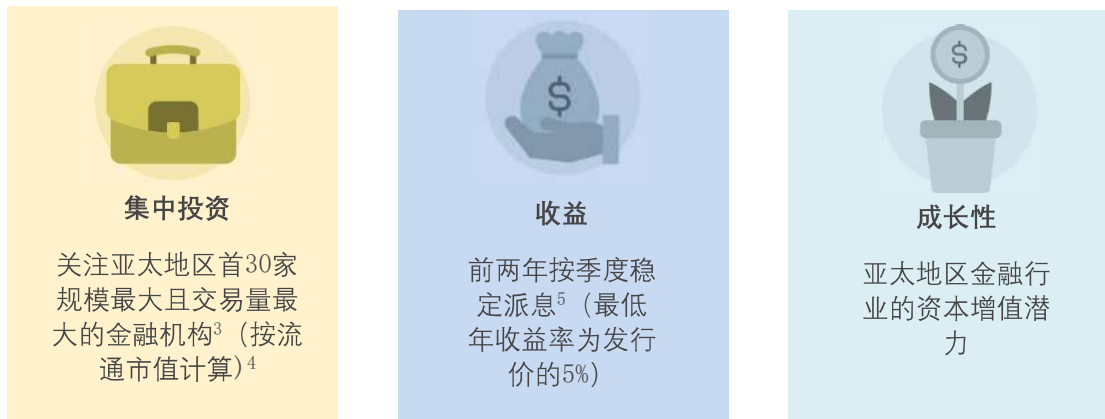 $
集中投资
关注亚太地区首30家
规模最大且交易量最
大的金融机构3（按流
通市值计算)4
$
收益
前两年按季度稳
定派息5（最低
年收益率为发行
价的5%）
$
成长性
亚太地区金融行
业的资本增值潜
力